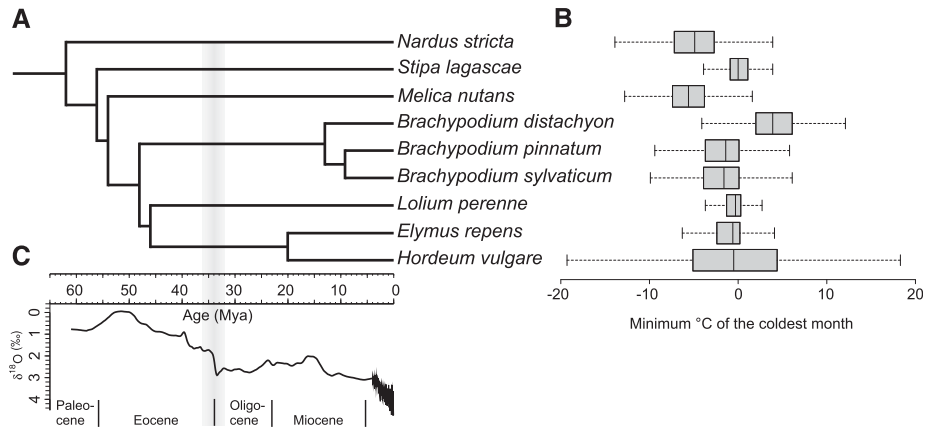 A
B
Nardus stricta
Stipa lagascae
Melica nutans
Brachypodium distachyon
Brachypodium pinnatum
Brachypodium sylvaticum
Lolium perenne
Elymus repens
Hordeum vulgare
C
60 50 40 30 20 10 0
Age (Mya)
-20 -10 0 10 20
Minimum °C of the coldest month
0
1
2
3
4
δ18O (‰)
Paleo-
cene
Eocene
Oligo-
cene
Miocene